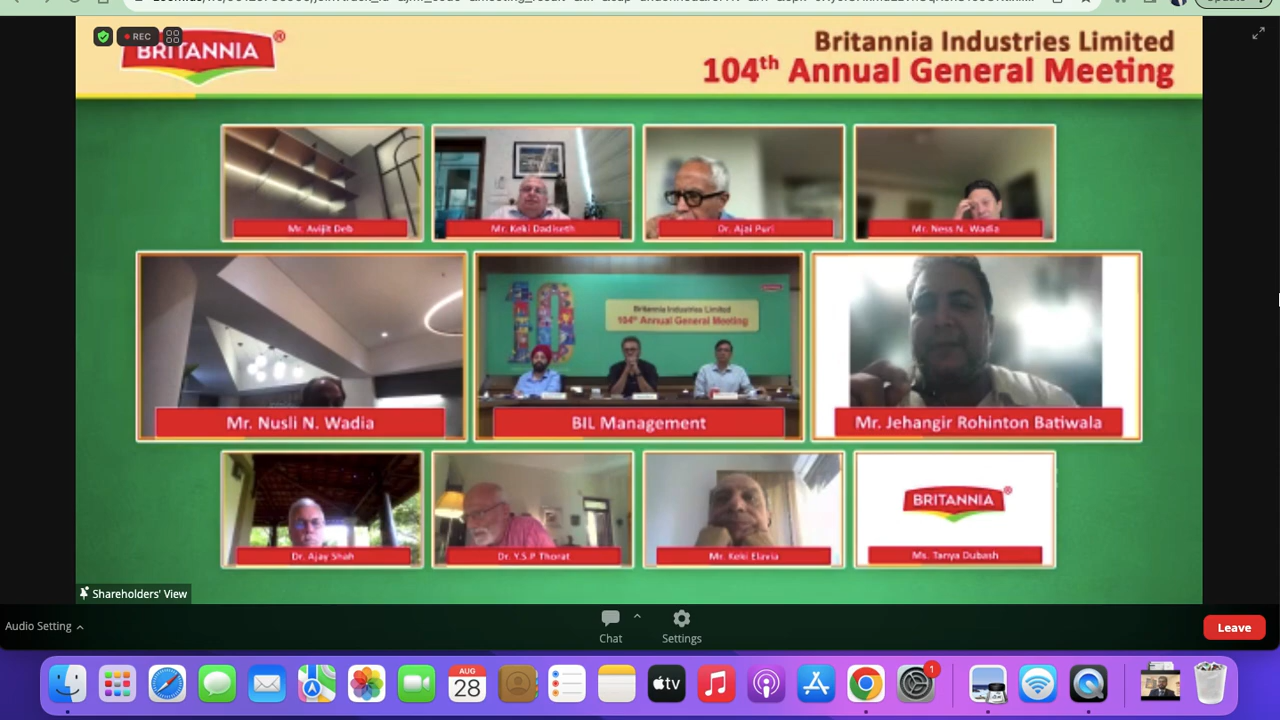 REC
BRITANNIA®
Britannia Industries Limited
104th Annual General Meeting
Mr. Avijit Deb
Mr. Keki Dadiseth
Dr. Ajai Puri
Mr. Ness N. Wadia
Britannia Industries Limited
104th Annual General Meeting
Mr. Nusli N. Wadia
BIL Management
Mr. Jehangir Rohinton Batiwala
BRITANNIA®
Dr. Ajay Shah
Dr. Y.S.P Thorat
Mr. Keki Elavia
Ms. Tanya Dubash
Shareholders' View
Audio Setting
Chat
Settings
Leave
AUG
28
tv
1